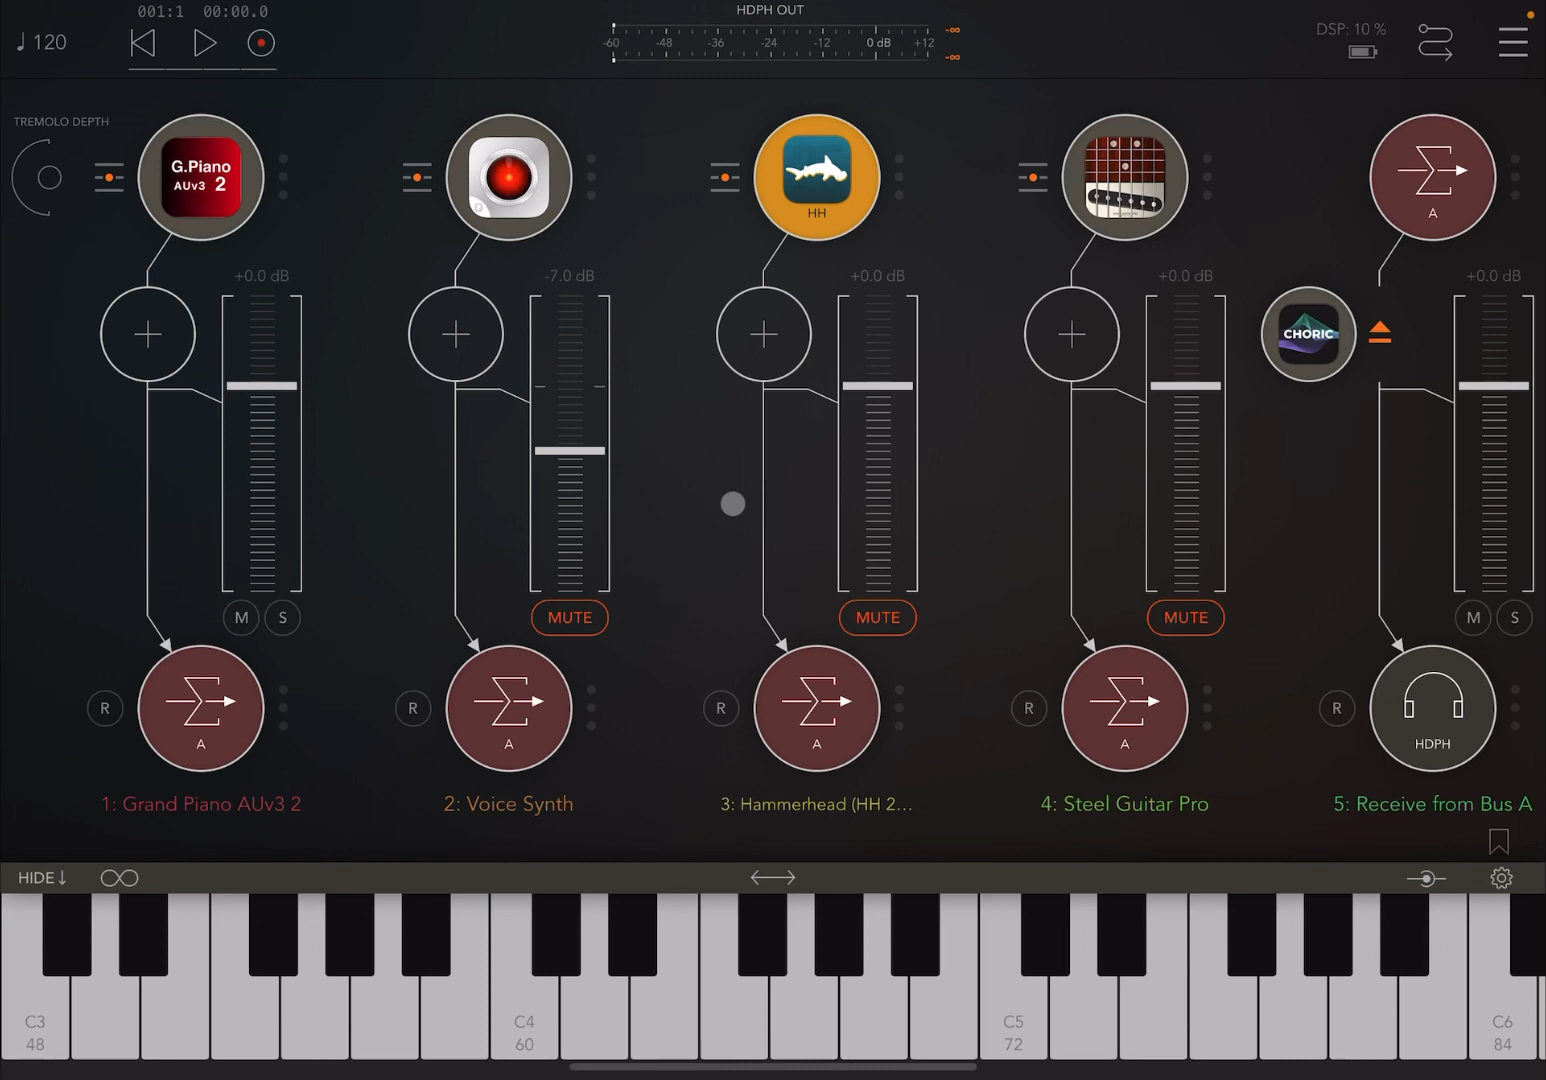 001:1 00:00.0
♩ 120
HDPH OUT
-60 -48 -36 -24 -12 0 dB +12
-∞
-∞
DSP: 10 %
TREMOLO DEPTH
G.Piano
AUv3 2
HH
A
+0.0 dB
-7.0 dB
+0.0 dB
+0.0 dB
+0.0 dB
CHORIC
M S
MUTE
MUTE
MUTE
M S
R
A
R
A
R
A
R
A
R
HDPH
1: Grand Piano AUv3 2
2: Voice Synth
3: Hammerhead (HH 2...
4: Steel Guitar Pro
5: Receive from Bus A
HIDE↓
C3
48
C4
60
C5
72
C6
84